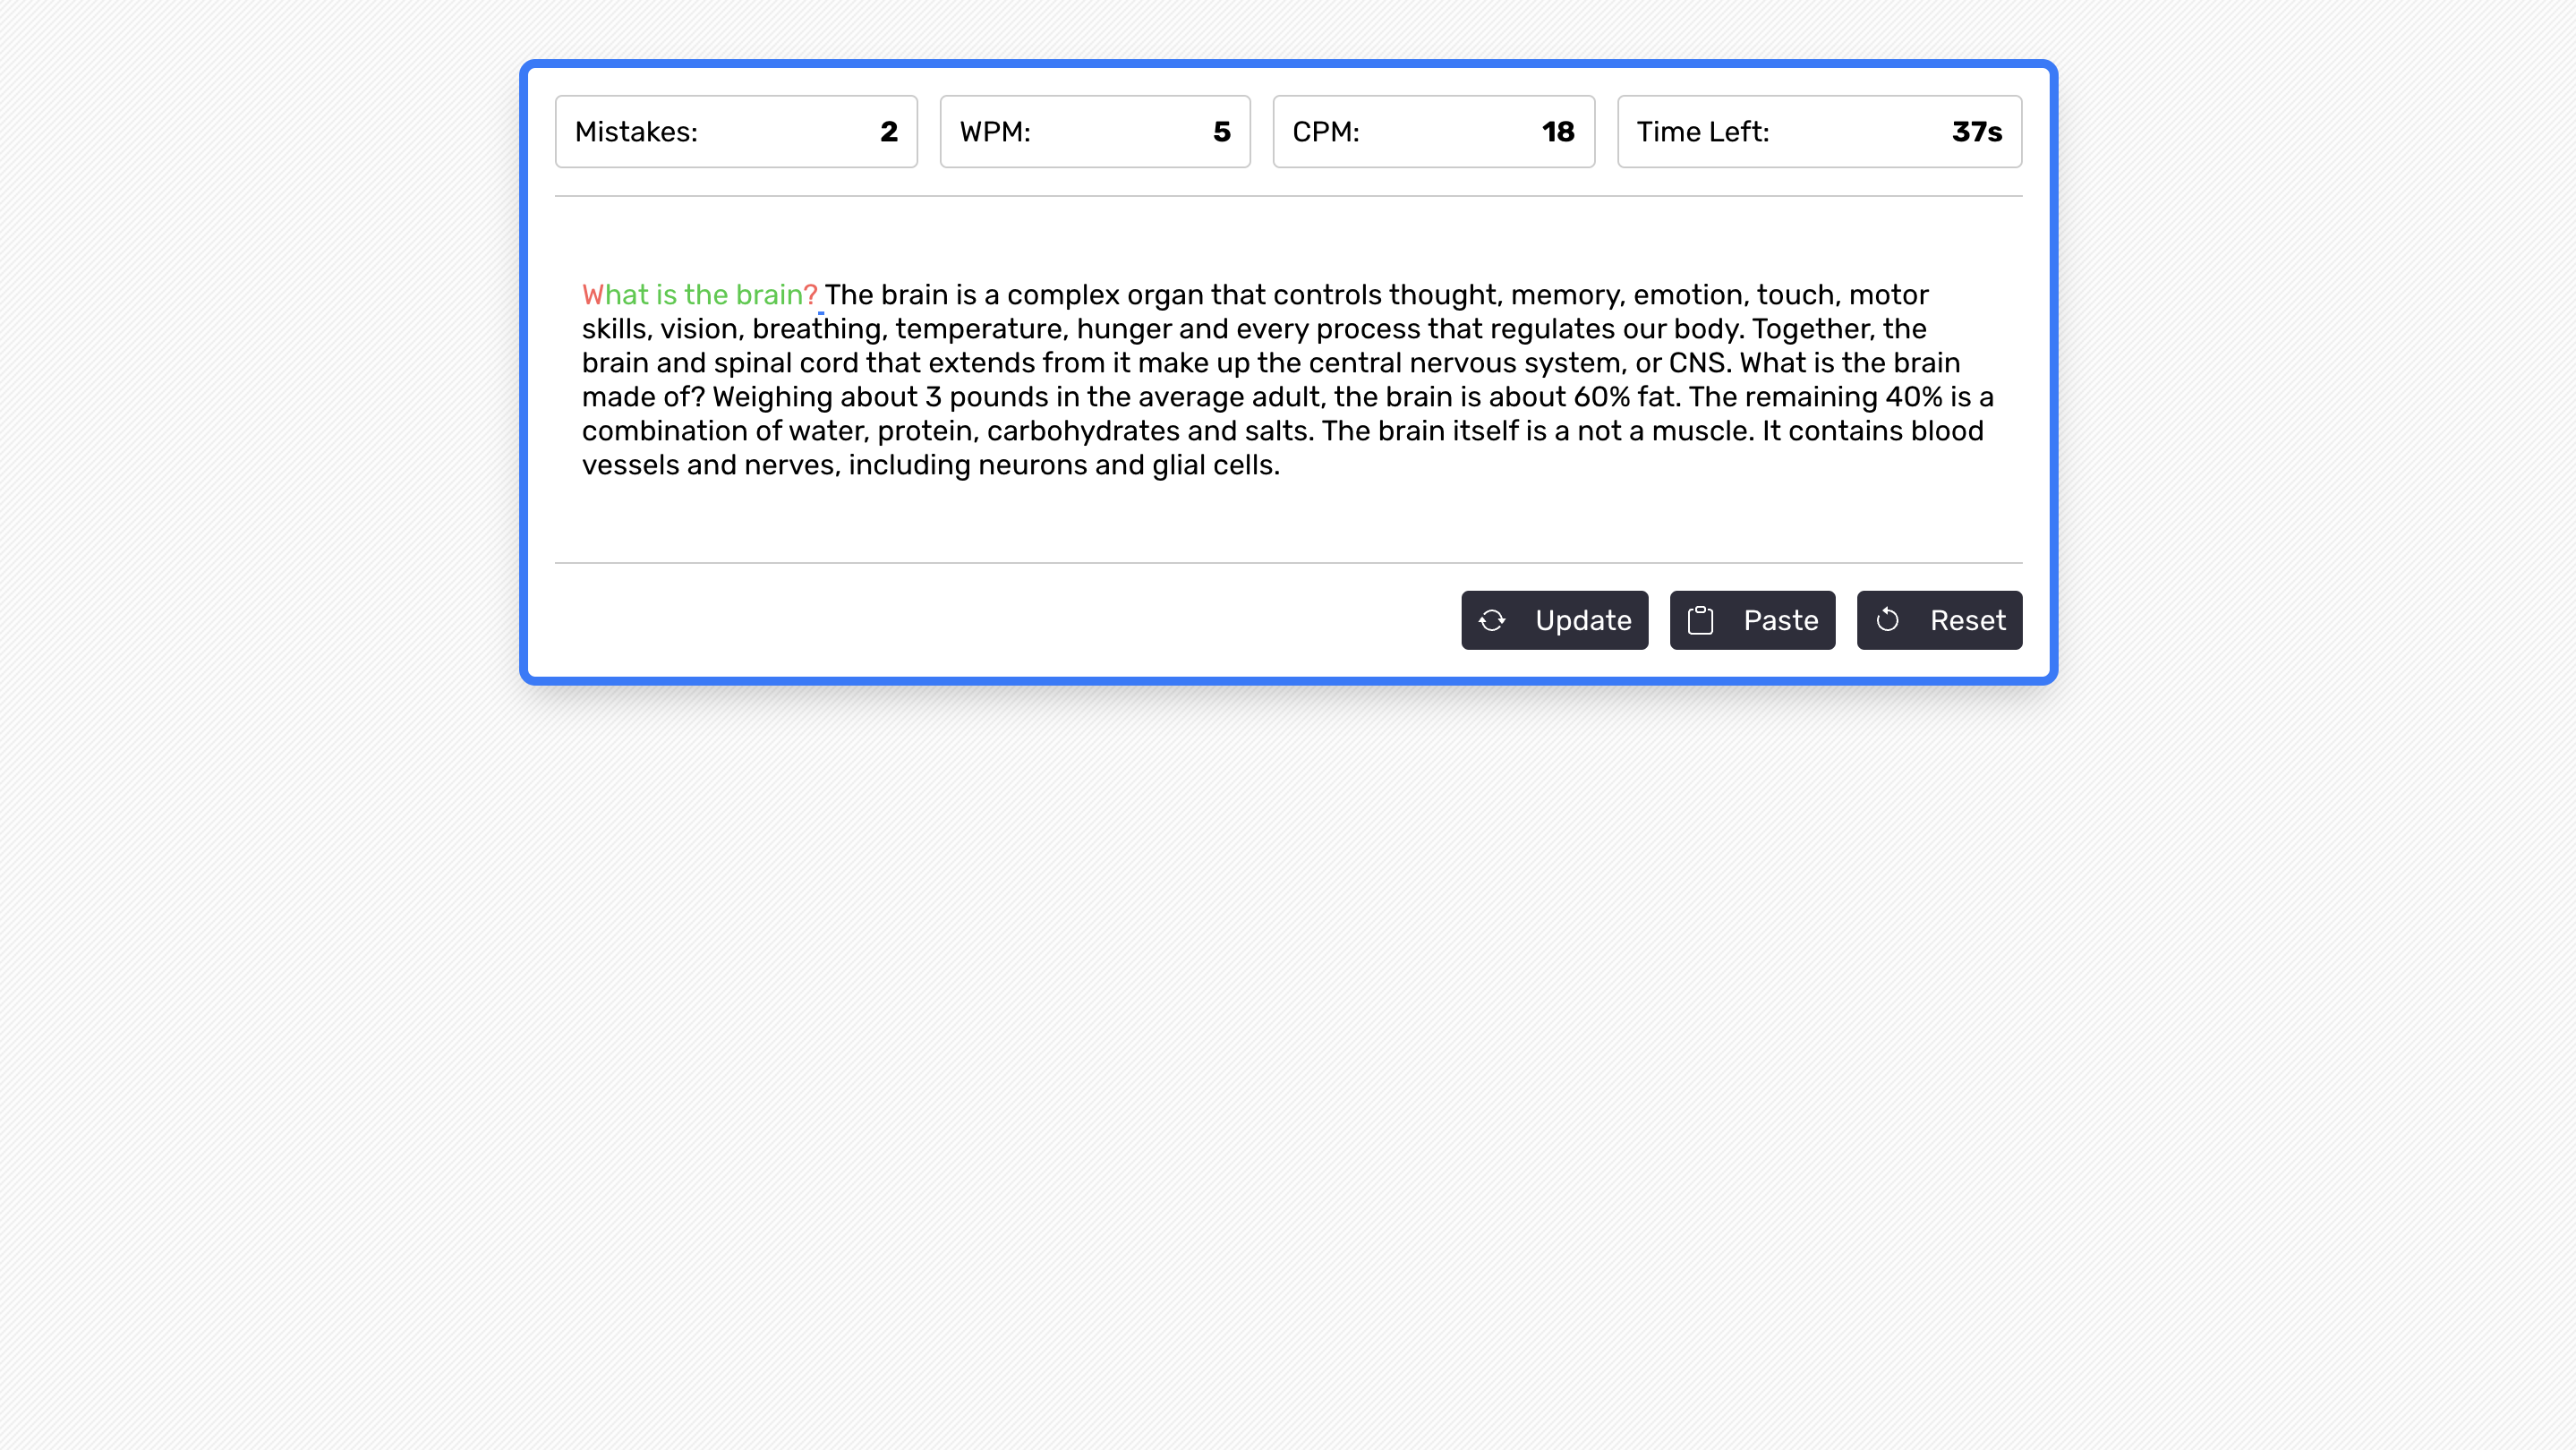 Mistakes: 2
WPM: 5
CPM: 18
Time Left: 37s
What is the brain? The brain is a complex organ that controls thought, memory, emotion, touch, motor
skills, vision, breathing, temperature, hunger and every process that regulates our body. Together, the
brain and spinal cord that extends from it make up the central nervous system, or CNS. What is the brain
made of? Weighing about 3 pounds in the average adult, the brain is about 60% fat. The remaining 40% is a
combination of water, protein, carbohydrates and salts. The brain itself is a not a muscle. It contains blood
vessels and nerves, including neurons and glial cells.
Update
Paste
Reset